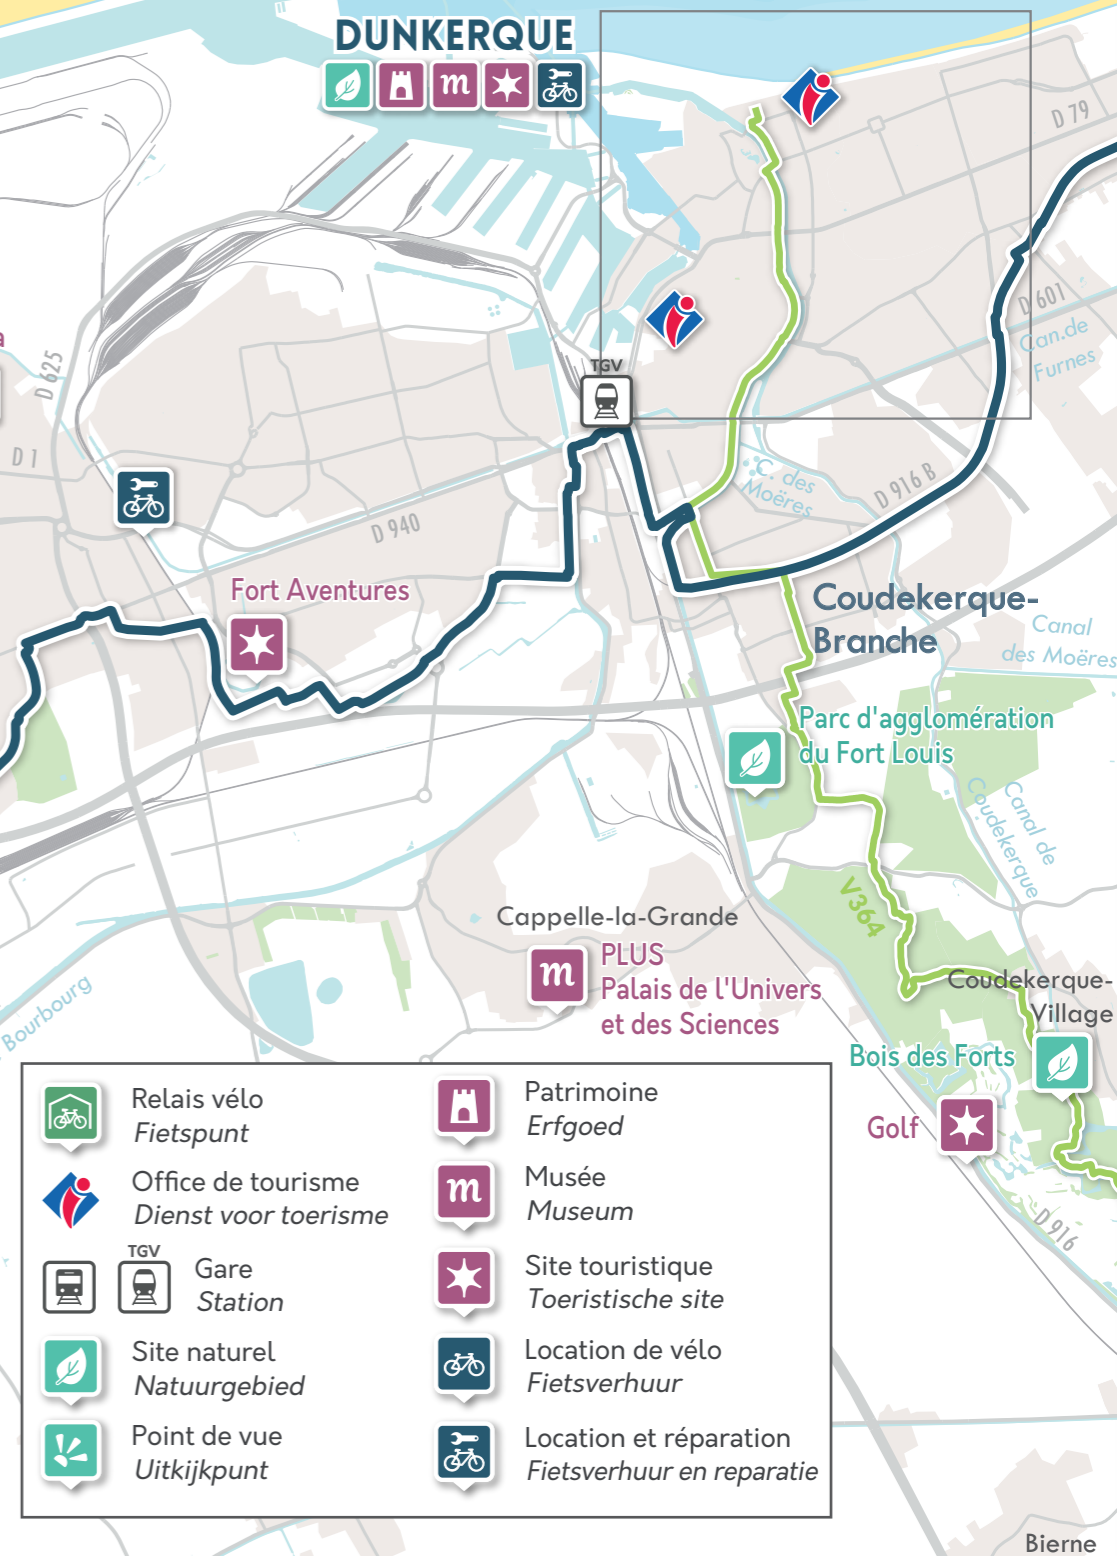 DUNKERQUE
m
D 79
D 601
Can.de
Furnes
TGV
D 625
D 1
C. des
Moëres
D 916 B
D 940
Fort Aventures
Coudekerque-
Branche
Canal
des Moëres
Parc d'agglomération
du Fort Louis
Canal de
Coudekerque
V364
Cappelle-la-Grande
m
PLUS
Palais de l'Univers
et des Sciences
Coudekerque-
Village
Bourbourg
Bois des Forts
Golf
D 916
Relais vélo
Fietspunt
Office de tourisme
Dienst voor toerisme
TGV
Gare
Station
Site naturel
Natuurgebied
Point de vue
Uitkijkpunt
Patrimoine
Erfgoed
m
Musée
Museum
Site touristique
Toeristische site
Location de vélo
Fietsverhuur
Location et réparation
Fietsverhuur en reparatie
Bierne